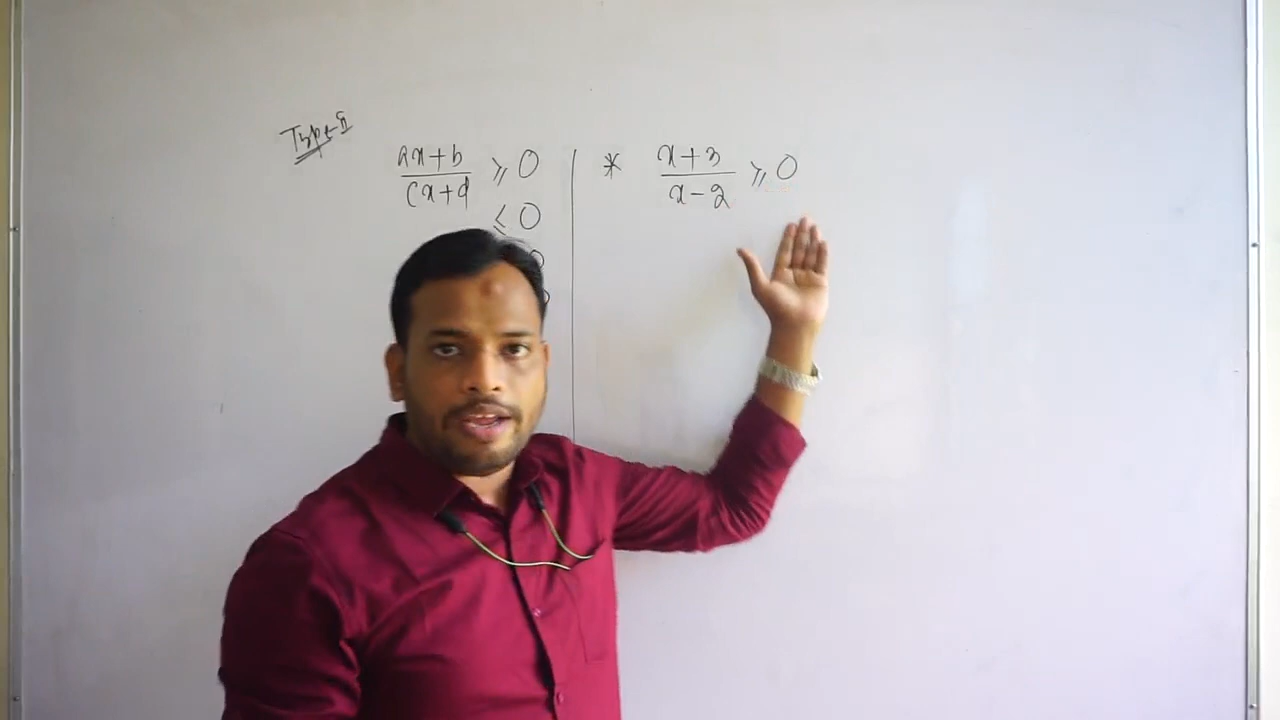 Type-II
ax+b/cx+d ≥ 0
≤ 0
* x+3/x-2 ≥ 0